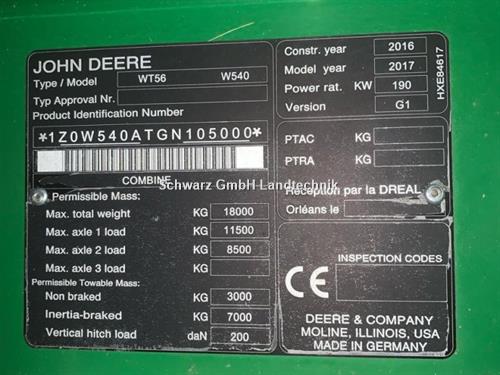 JOHN DEERE
Type / Model WT56 W540
Typ Approval Nr.
Product Identification Number
*1Z0W540ATGN105000*
COMBINE
Schwarz GmbH Landtechnik
Permissible Mass:
Max. total weight KG 18000
Max. axle 1 load KG 11500
Max. axle 2 load KG 8500
Max. axle 3 load KG
Permissible Towable Mass:
Non braked KG 3000
Inertia-braked KG 7000
Vertical hitch load daN 200
Constr. year 2016
Model year 2017
Power rat. KW 190
Version G1
HXE84617
PTAC KG
PTRA KG
Réception par la DREAL
Orléans le
INSPECTION CODES
CE
DEERE & COMPANY
MOLINE, ILLINOIS, USA
MADE IN GERMANY